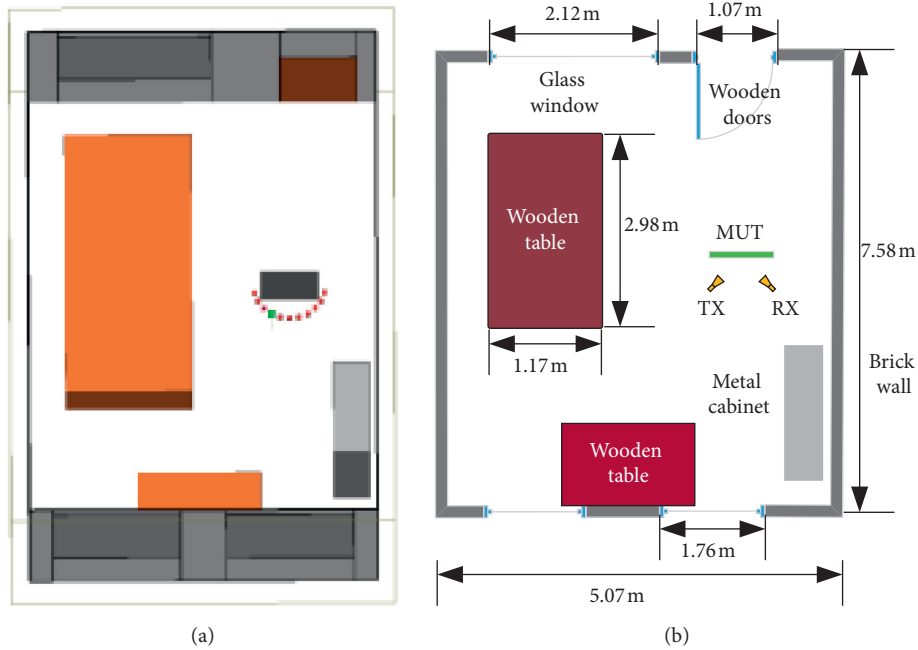 2.12 m
1.07 m
Glass
window
Wooden
doors
Wooden
table
2.98 m
MUT
7.58 m
TX
RX
1.17 m
Metal
cabinet
Brick
wall
Wooden
table
1.76 m
5.07 m
(a)
(b)